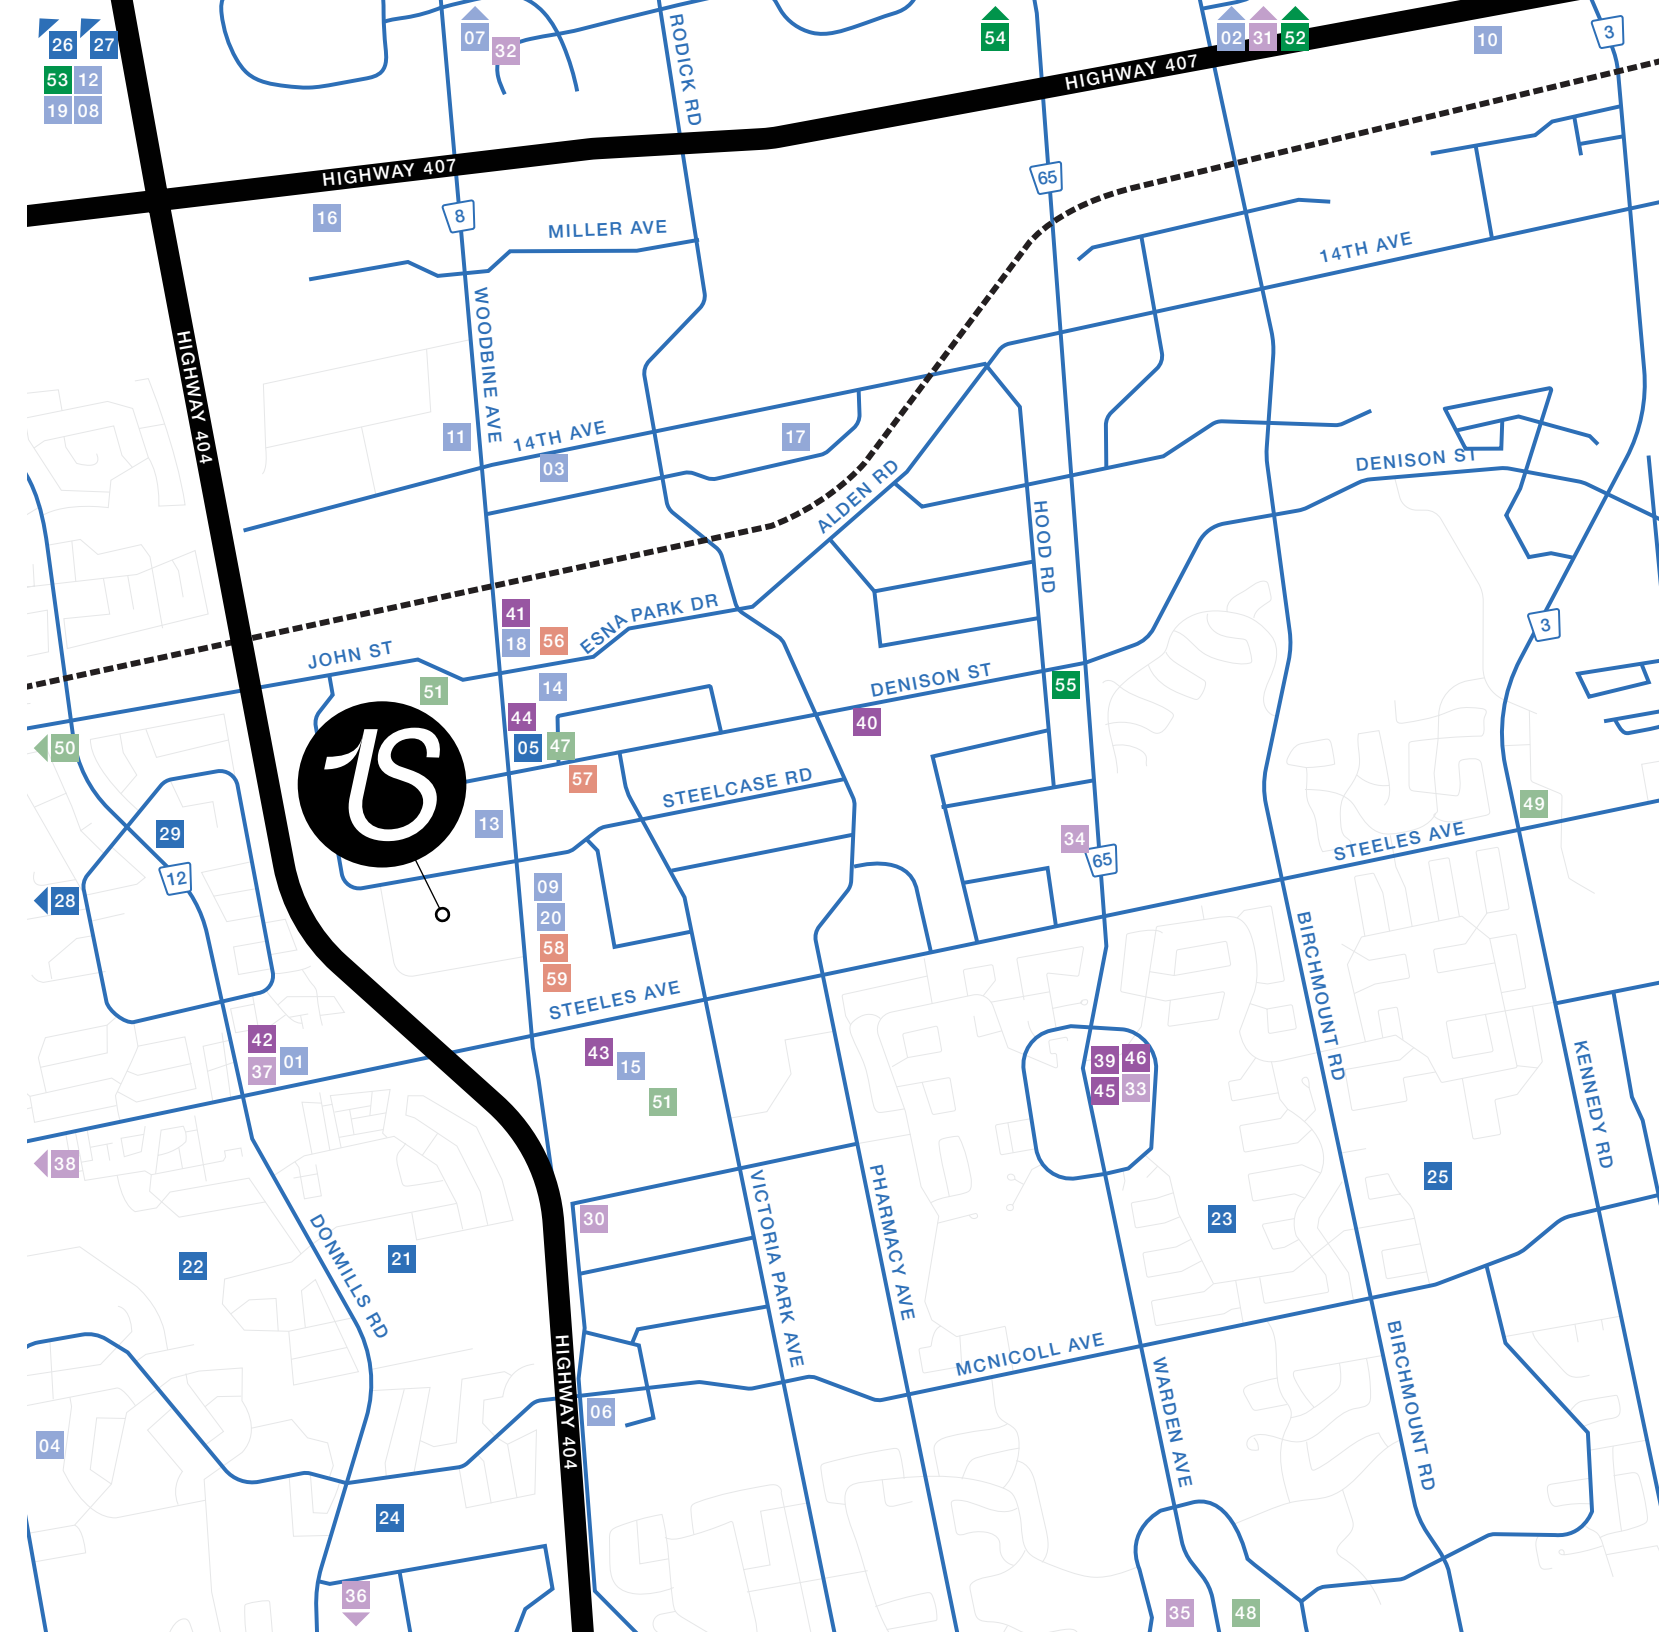 26 27
53 12
19 08
07
32
RODICK RD
54
02 31 52
10
3
HIGHWAY 407
HIGHWAY 407
65
16
8
MILLER AVE
14TH AVE
WOODBINE AVE
HIGHWAY 404
11
14TH AVE
03
17
ALDEN RD
DENISON ST
HOOD RD
41
18 56
ESNA PARK DR
3
JOHN ST
51
14
DENISON ST
55
44
40
50
05 47
1S
57
STEELCASE RD
49
29
13
34
65
STEELES AVE
12
28
09
20
58
59
STEELES AVE
BIRCHMOUNT RD
42
37 01
43
15
39 46
45 33
51
KENNEDY RD
38
25
VICTORIA PARK AVE
PHARMACY AVE
30
23
DONMILLS RD
21
22
HIGHWAY 404
MCNICOLL AVE
WARDEN AVE
BIRCHMOUNT RD
06
04
24
36
35
48